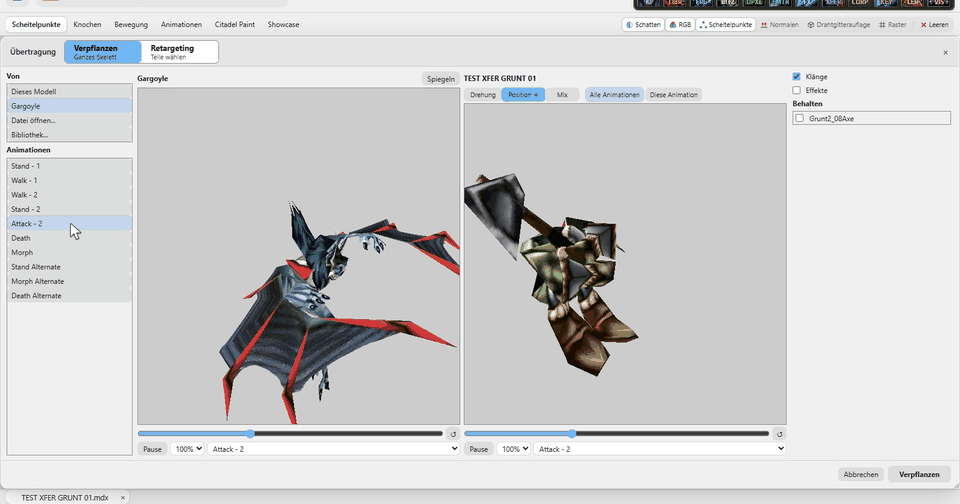 Scheitelpunkte Knochen Bewegung Animationen Citadel Paint Showcase
Schatten RGB Scheitelpunkte Normalen Drahtgitterauflage Raster Leeren
Übertragung Verpflanzen Ganzes Skelett Retargeting Teile wählen
Von
Dieses Modell
Gargoyle
Datei öffnen...
Bibliothek...
Animationen
Stand - 1
Walk - 1
Walk - 2
Stand - 2
Attack - 2
Death
Morph
Stand Alternate
Morph Alternate
Death Alternate
Gargoyle Spiegeln
Pause 100% Attack - 2
TEST XFER GRUNT 01
Drehung Position Mix Alle Animationen Diese Animation
Pause 100% Attack - 2
Klänge
Effekte
Behalten
Grunt2_08Axe
Abbrechen Verpflanzen
TEST XFER GRUNT 01.mdx